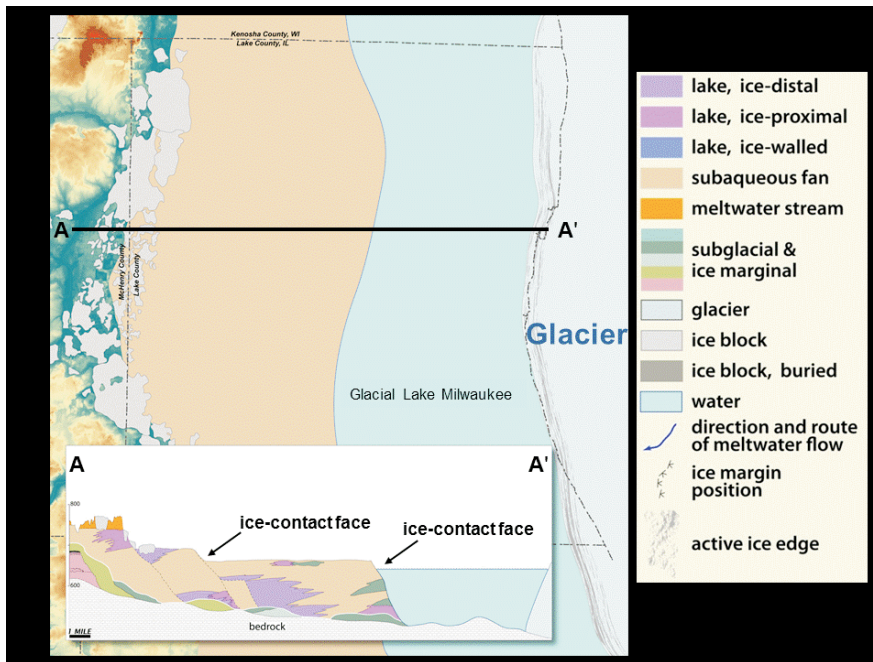 Kenosha County, WI
Lake County, IL
A
A'
McHenry County
Lake County
Glacier
Glacial Lake Milwaukee
A
A'
800
ice-contact face
ice-contact face
600
bedrock
1 MILE
lake, ice-distal
lake, ice-proximal
lake, ice-walled
subaqueous fan
meltwater stream
subglacial &
ice marginal
glacier
ice block
ice block, buried
water
direction and route
of meltwater flow
ice margin
position
active ice edge